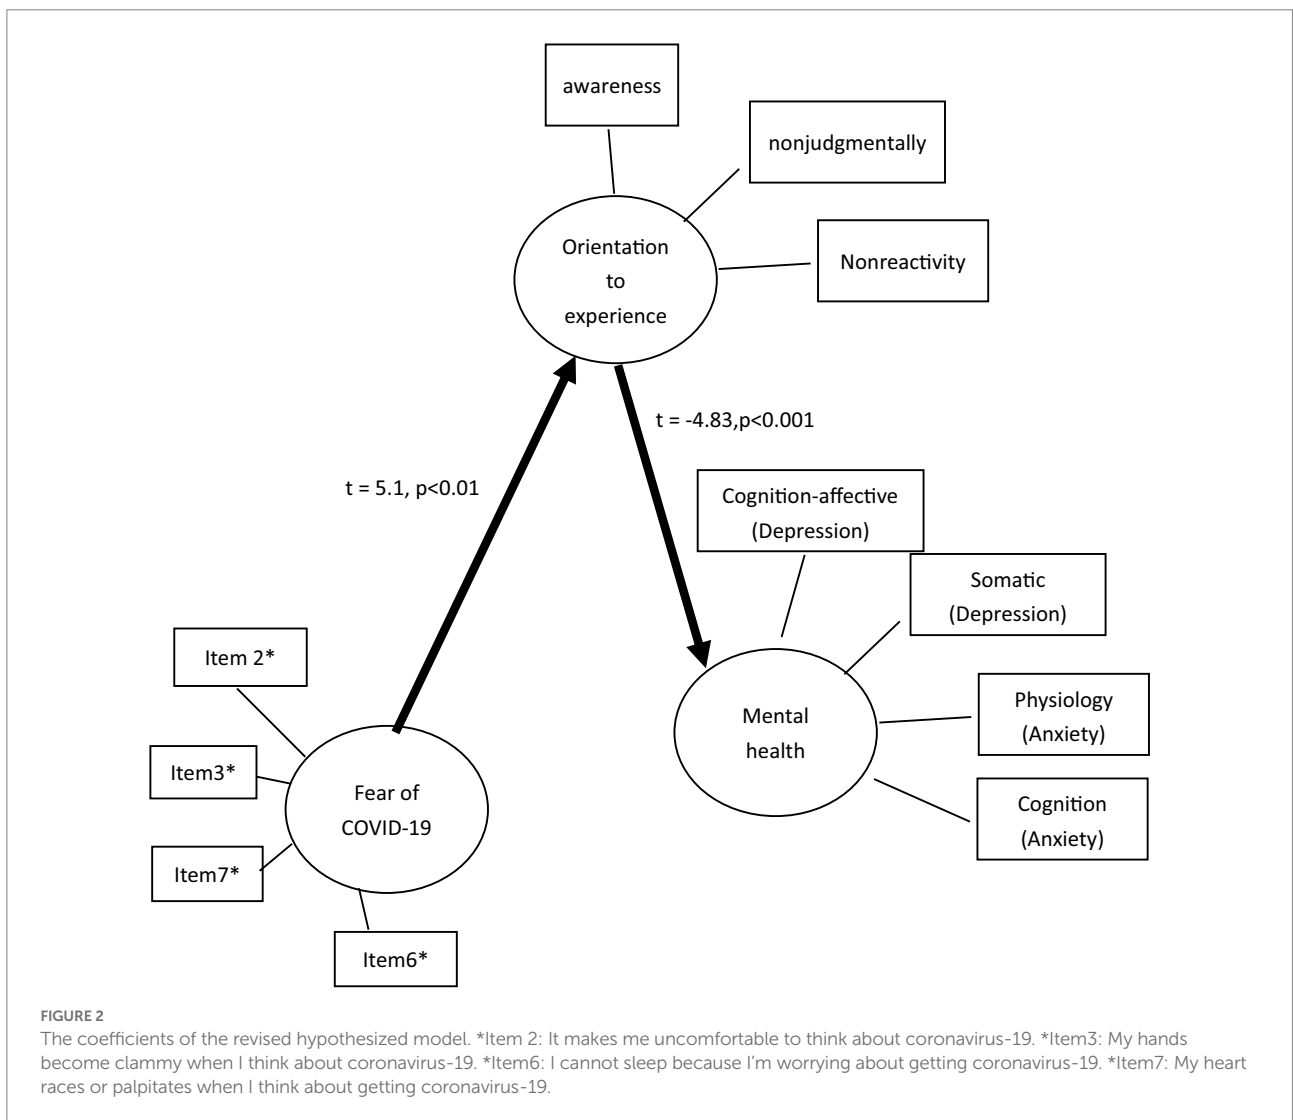 awareness
nonjudgmentally
Nonreactivity
Orientation
to
experience
t = -4.83,p<0.001
t = 5.1, p<0.01
Cognition-affective
(Depression)
Somatic
(Depression)
Physiology
(Anxiety)
Cognition
(Anxiety)
Mental
health
Item 2*
Item3*
Item7*
Item6*
Fear of
COVID-19
FIGURE 2
The coefficients of the revised hypothesized model. *Item 2: It makes me uncomfortable to think about coronavirus-19. *Item3: My hands
become clammy when I think about coronavirus-19. *Item6: I cannot sleep because I’m worrying about getting coronavirus-19. *Item7: My heart
races or palpitates when I think about getting coronavirus-19.